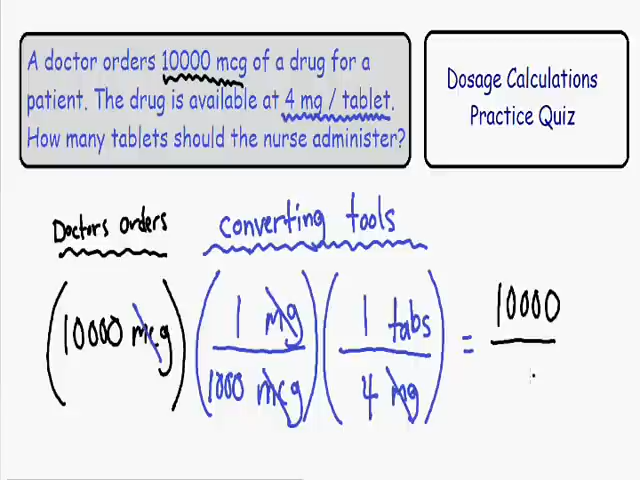 A doctor orders 10000 mcg of a drug for a
patient. The drug is available at 4 mg / tablet.
How many tablets should the nurse administer?
Dosage Calculations
Practice Quiz
Doctors orders
converting tools
(10000 mcg) (1 mg / 1000 mcg) (1 tabs / 4 mg) = 10000